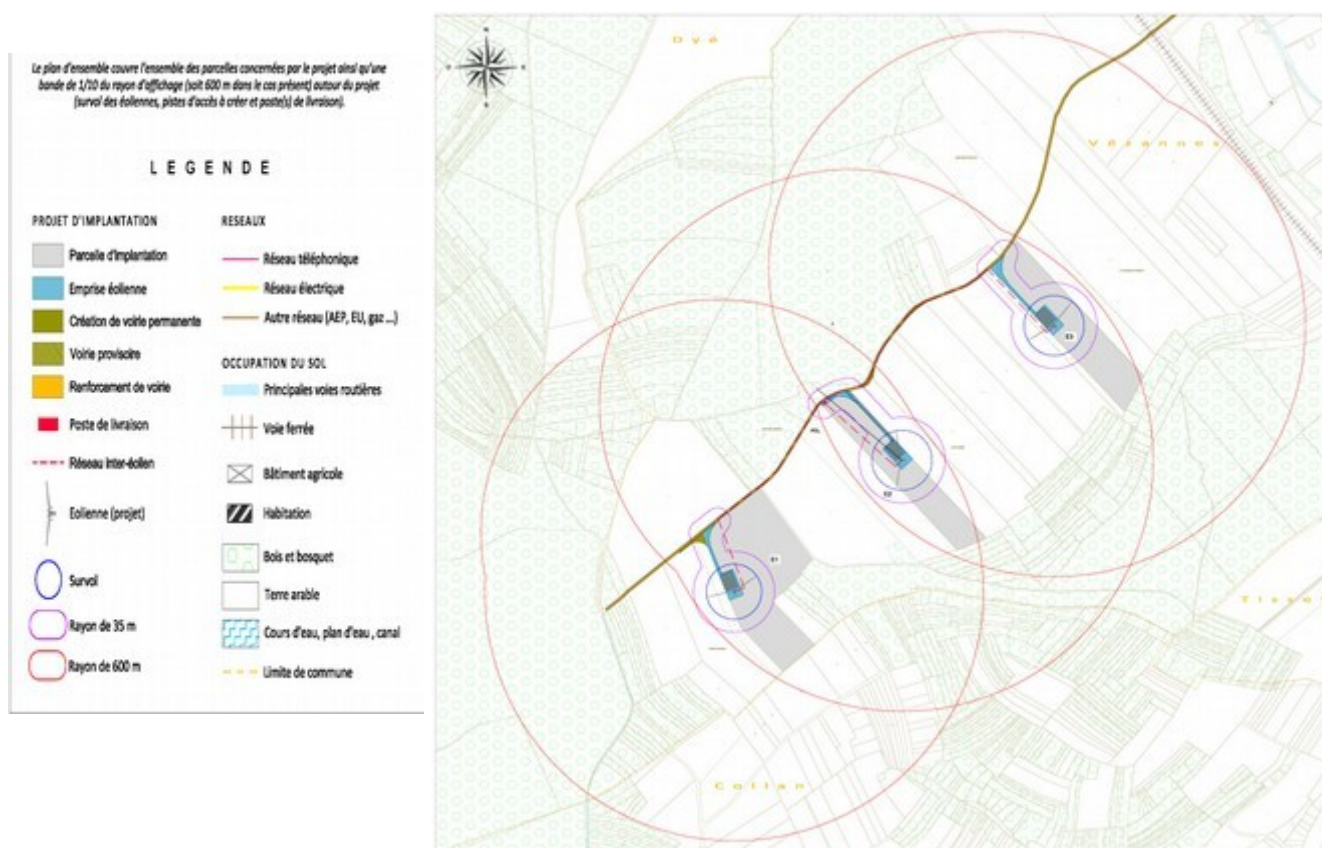 Le plan d'ensemble couvre l'ensemble des parcelles concernées par le projet ainsi qu'une
bande de 1/10 du rayon d'affichage (soit 600 m dans le cas présent) autour du projet
(survol des éoliennes, pistes d'accès à créer et poste(s) de livraison).
LEGENDE
PROJET D'IMPLANTATION
Parcelle d'implantation
Emprise éolienne
Création de voirie permanente
Voirie provisoire
Renforcement de voirie
Poste de livraison
Réseau inter-éolien
Eolienne (projet)
Survol
Rayon de 35 m
Rayon de 600 m
RESEAUX
Réseau téléphonique
Réseau électrique
Autre réseau (AEP, EU, gaz ...)
OCCUPATION DU SOL
Principales voies routières
Voie ferrée
Bâtiment agricole
Habitation
Bois et bosquet
Terre arable
Cours d'eau, plan d'eau , canal
Limite de commune
Dyé
Vézannes
E3
E2
E1
Collan